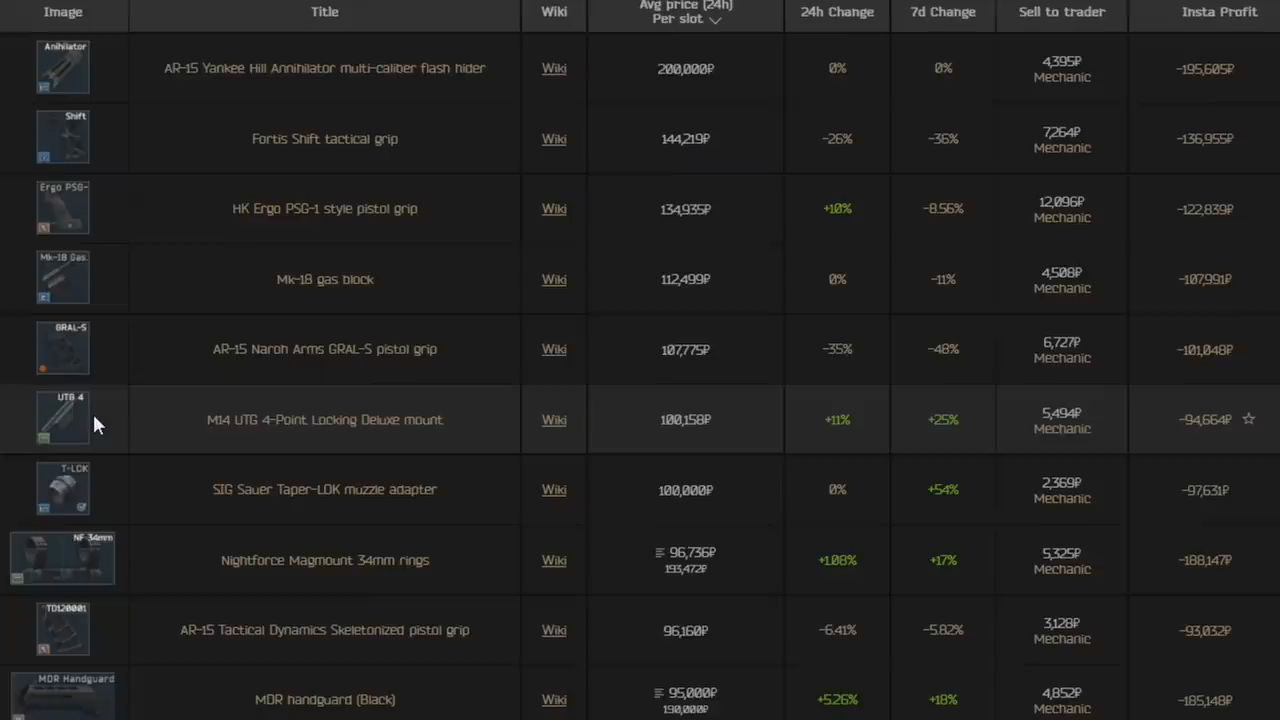 Image Title Wiki Avg price (24h) 24h Change 7d Change Sell to trader Insta Profit
Per slot
Anihilator
AR-15 Yankee Hill Annihilator multi-caliber flash hider Wiki 200,000₽ 0% 0% 4,395₽ -195,605₽
Mechanic
Shift
Fortis Shift tactical grip Wiki 144,219₽ -26% -36% 7,264₽ -136,955₽
Mechanic
Ergo PSG-
HK Ergo PSG-1 style pistol grip Wiki 134,935₽ +10% -8.56% 12,096₽ -122,839₽
Mechanic
Mk-18 Gas.
Mk-18 gas block Wiki 112,499₽ 0% -11% 4,508₽ -107,991₽
Mechanic
GRAL-S
AR-15 Naroh Arms GRAL-S pistol grip Wiki 107,775₽ -35% -48% 6,727₽ -101,048₽
Mechanic
UTG 4
M14 UTG 4-Point Locking Deluxe mount Wiki 100,158₽ +11% +25% 5,494₽ -94,664₽
Mechanic
T-LOK
SIG Sauer Taper-LOK muzzle adapter Wiki 100,000₽ 0% +54% 2,369₽ -97,631₽
Mechanic
NF-34mm
Nightforce Magmount 34mm rings Wiki 96,736₽ +1.08% +17% 5,325₽ -188,147₽
193,472₽ Mechanic
TD120001
AR-15 Tactical Dynamics Skeletonized pistol grip Wiki 96,160₽ -6.41% -5.82% 3,128₽ -93,032₽
Mechanic
MDR Handguard
MDR handguard (Black) Wiki 95,000₽ +5.26% +18% 4,852₽ -185,148₽
190,000₽ Mechanic